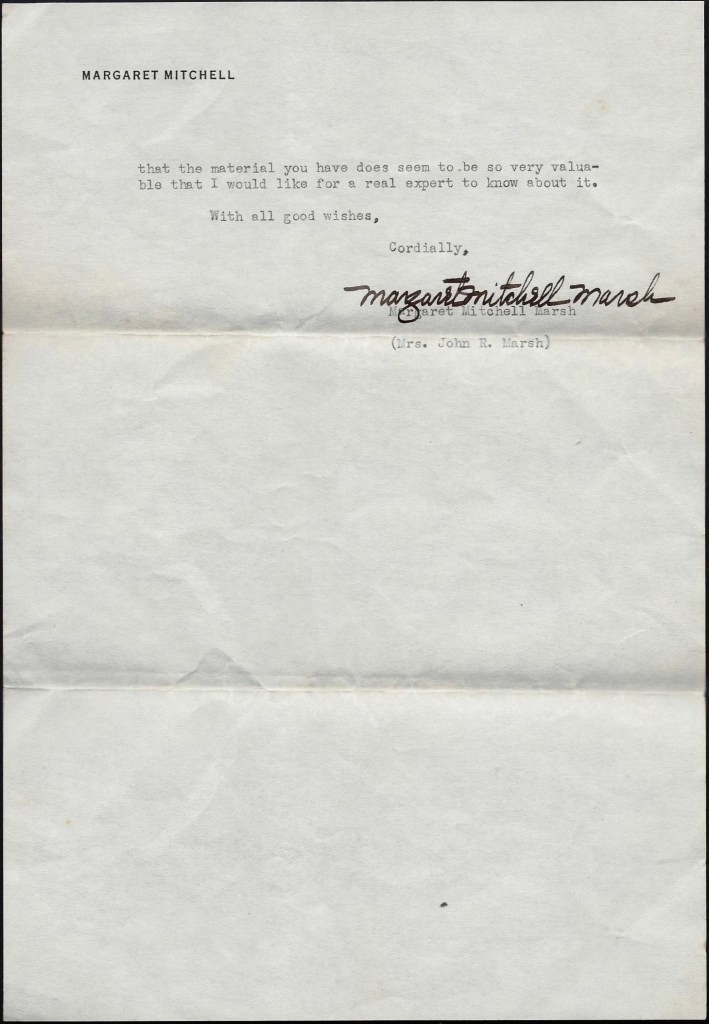 MARGARET MITCHELL
that the material you have does seem to be so very valua-
ble that I would like for a real expert to know about it.
With all good wishes,
Cordially,
Margaret Mitchell Marsh
Margaret Mitchell Marsh
(Mrs. John R. Marsh)